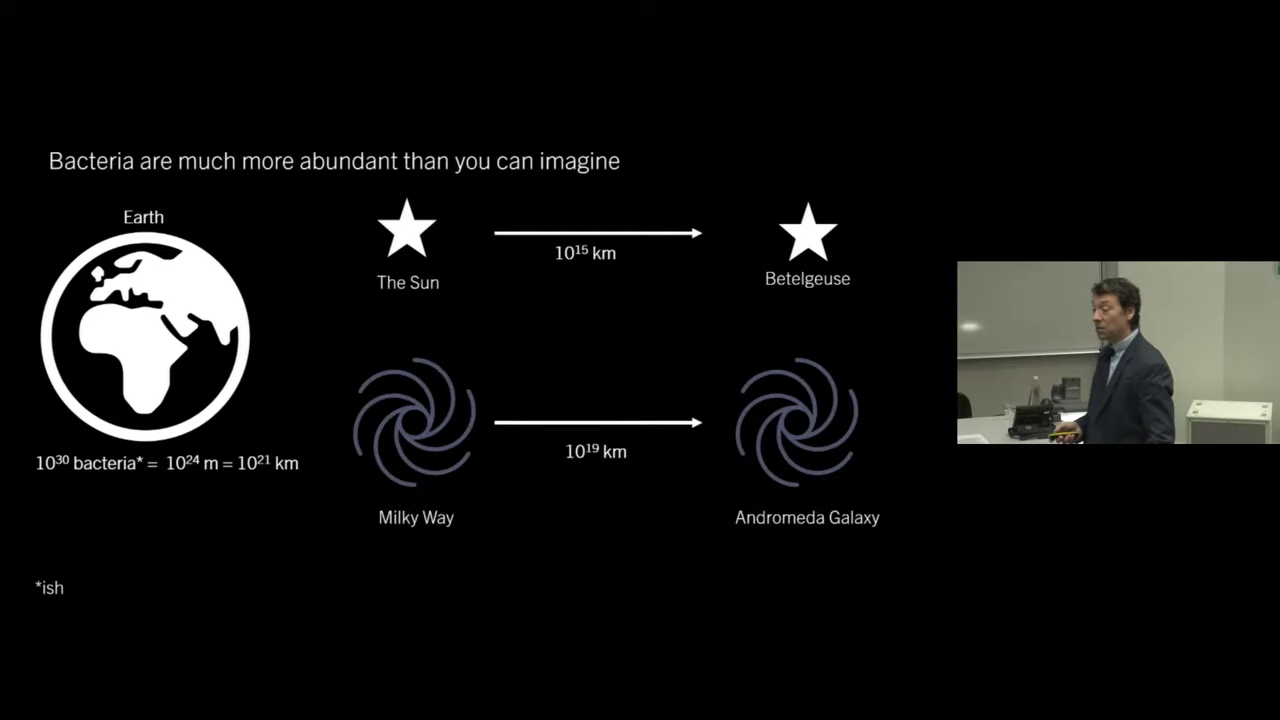 Bacteria are much more abundant than you can imagine
Earth
10³⁰ bacteria* = 10²⁴ m = 10²¹ km
The Sun
10¹⁵ km
Betelgeuse
Milky Way
10¹⁹ km
Andromeda Galaxy
*ish